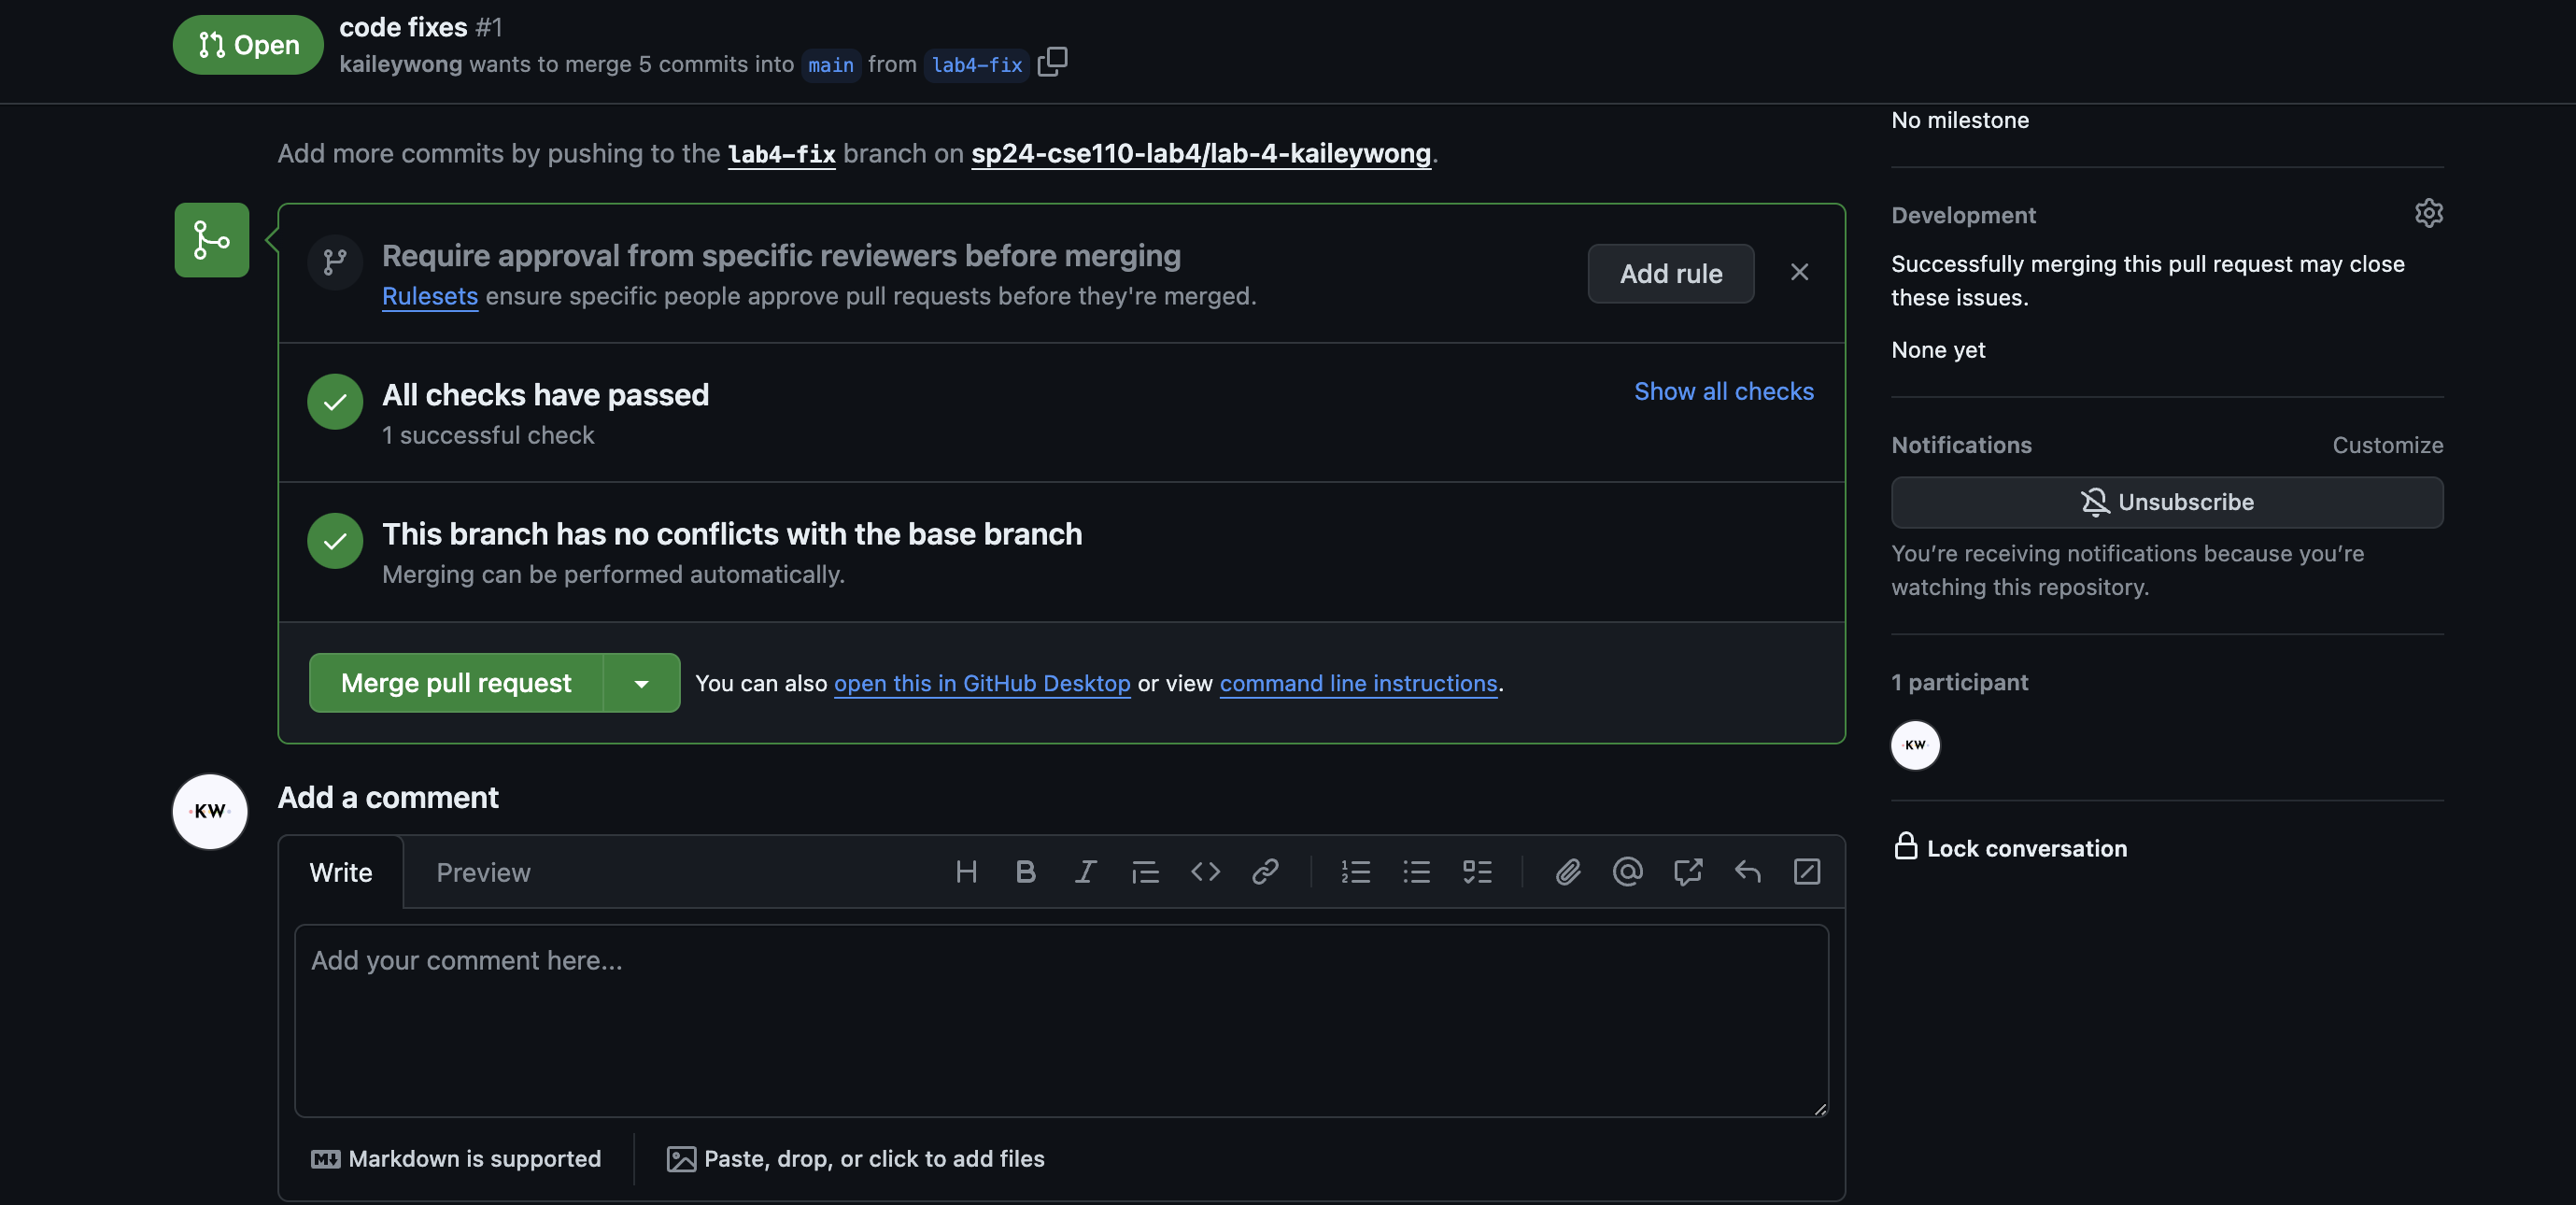 Open
code fixes #1
kaileywong wants to merge 5 commits into main from lab4-fix
Add more commits by pushing to the lab4-fix branch on sp24-cse110-lab4/lab-4-kaileywong.
Require approval from specific reviewers before merging
Rulesets ensure specific people approve pull requests before they're merged.
Add rule
All checks have passed
1 successful check
Show all checks
This branch has no conflicts with the base branch
Merging can be performed automatically.
Merge pull request
You can also open this in GitHub Desktop or view command line instructions.
KW
Add a comment
Write
Preview
Add your comment here...
Markdown is supported
Paste, drop, or click to add files
No milestone
Development
Successfully merging this pull request may close
these issues.
None yet
Notifications
Customize
Unsubscribe
You’re receiving notifications because you’re
watching this repository.
1 participant
KW
Lock conversation